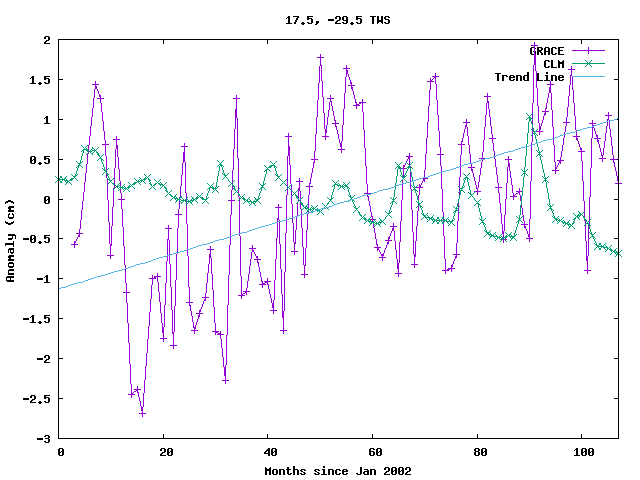 17.5, -29.5 TWS
GRACE
CLM
Trend Line
2
1.5
1
0.5
0
-0.5
-1
-1.5
-2
-2.5
-3
Anomaly (cm)
0 20 40 60 80 100
Months since Jan 2002